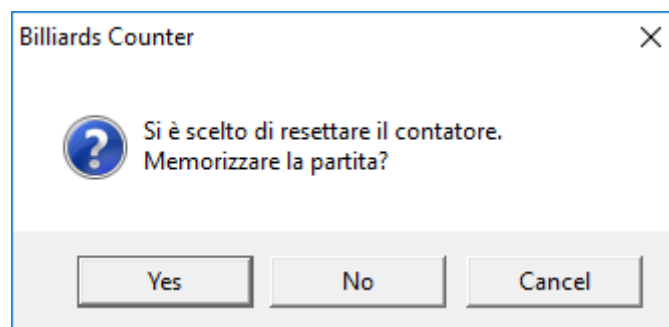 Billiards Counter
Si è scelto di resettare il contatore.
Memorizzare la partita?
Yes
No
Cancel